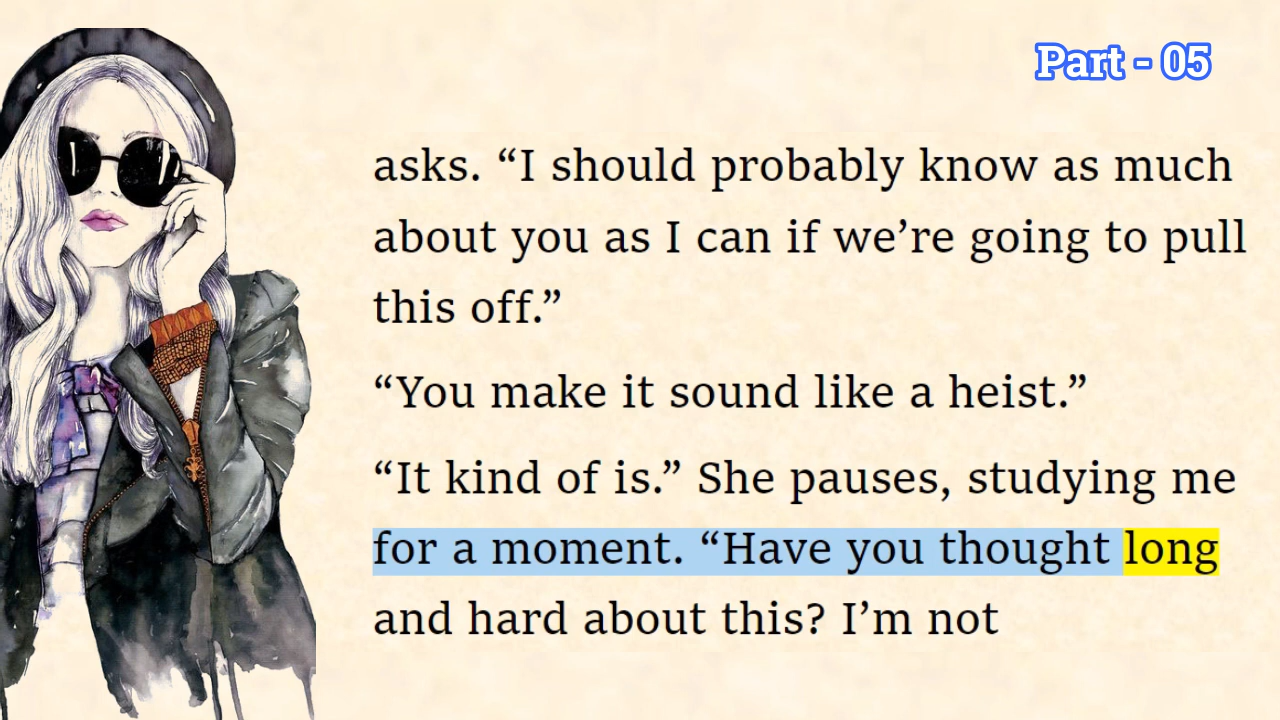 Part - 05
asks. “I should probably know as much
about you as I can if we’re going to pull
this off.”
“You make it sound like a heist.”
“It kind of is.” She pauses, studying me
for a moment. “Have you thought long
and hard about this? I’m not